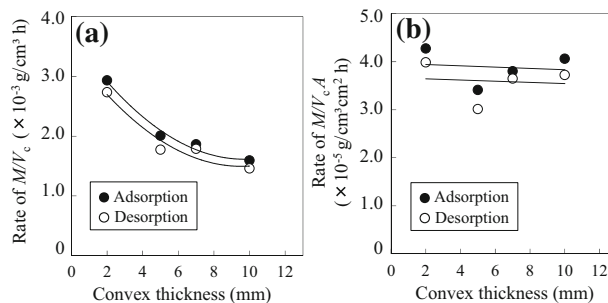 (a)
4.0
3.0
2.0
1.0
0
0 2 4 6 8 10 12
Rate of M/Vc ( × 10⁻³ g/cm³ h)
Convex thickness (mm)
Adsorption
Desorption
(b)
5.0
4.0
3.0
2.0
1.0
.0
0 2 4 6 8 10 12
Rate of M/Vc A
( × 10⁻⁵ g/cm³cm² h)
Convex thickness (mm)
Adsorption
Desorption